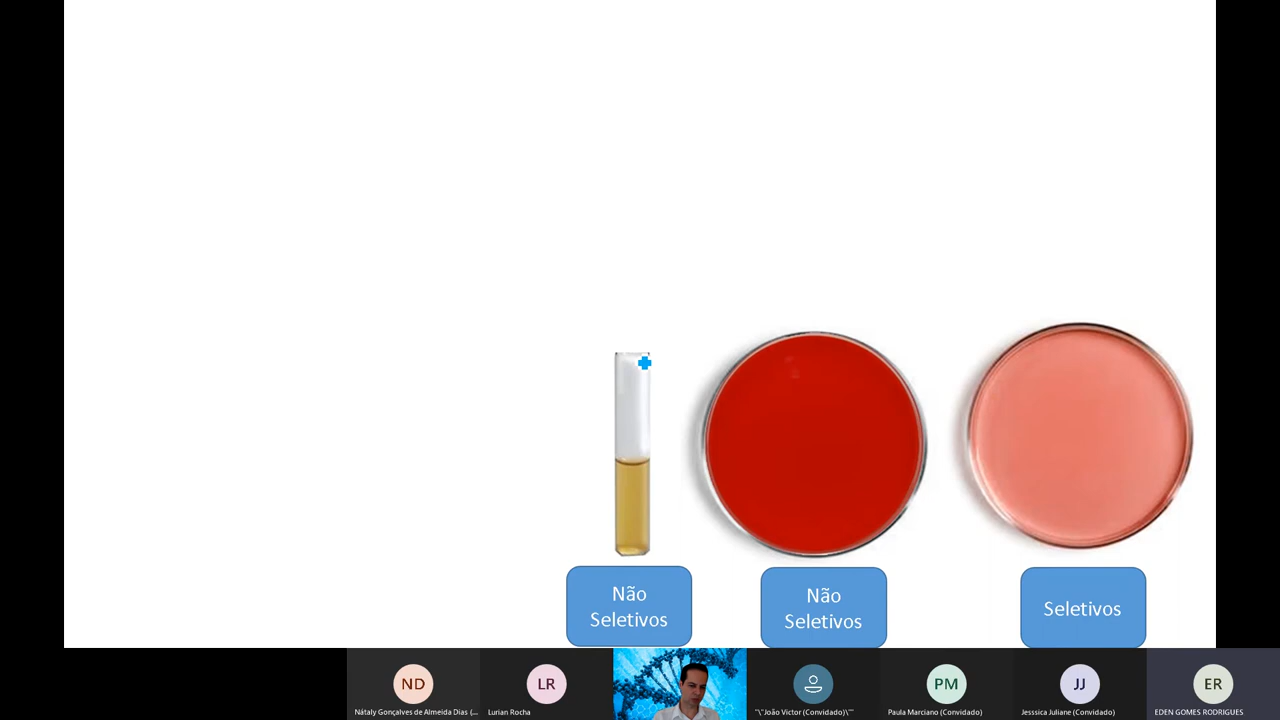 Não
Seletivos
Não
Seletivos
Seletivos
ND
LR
PM
JJ
ER
Nátaly Gonçalves de Almeida Dias (...
Lurian Rocha
"\"João Victor (Convidado)\""
Paula Marciano (Convidado)
Jesssica Juliane (Convidado)
EDEN GOMES RODRIGUES